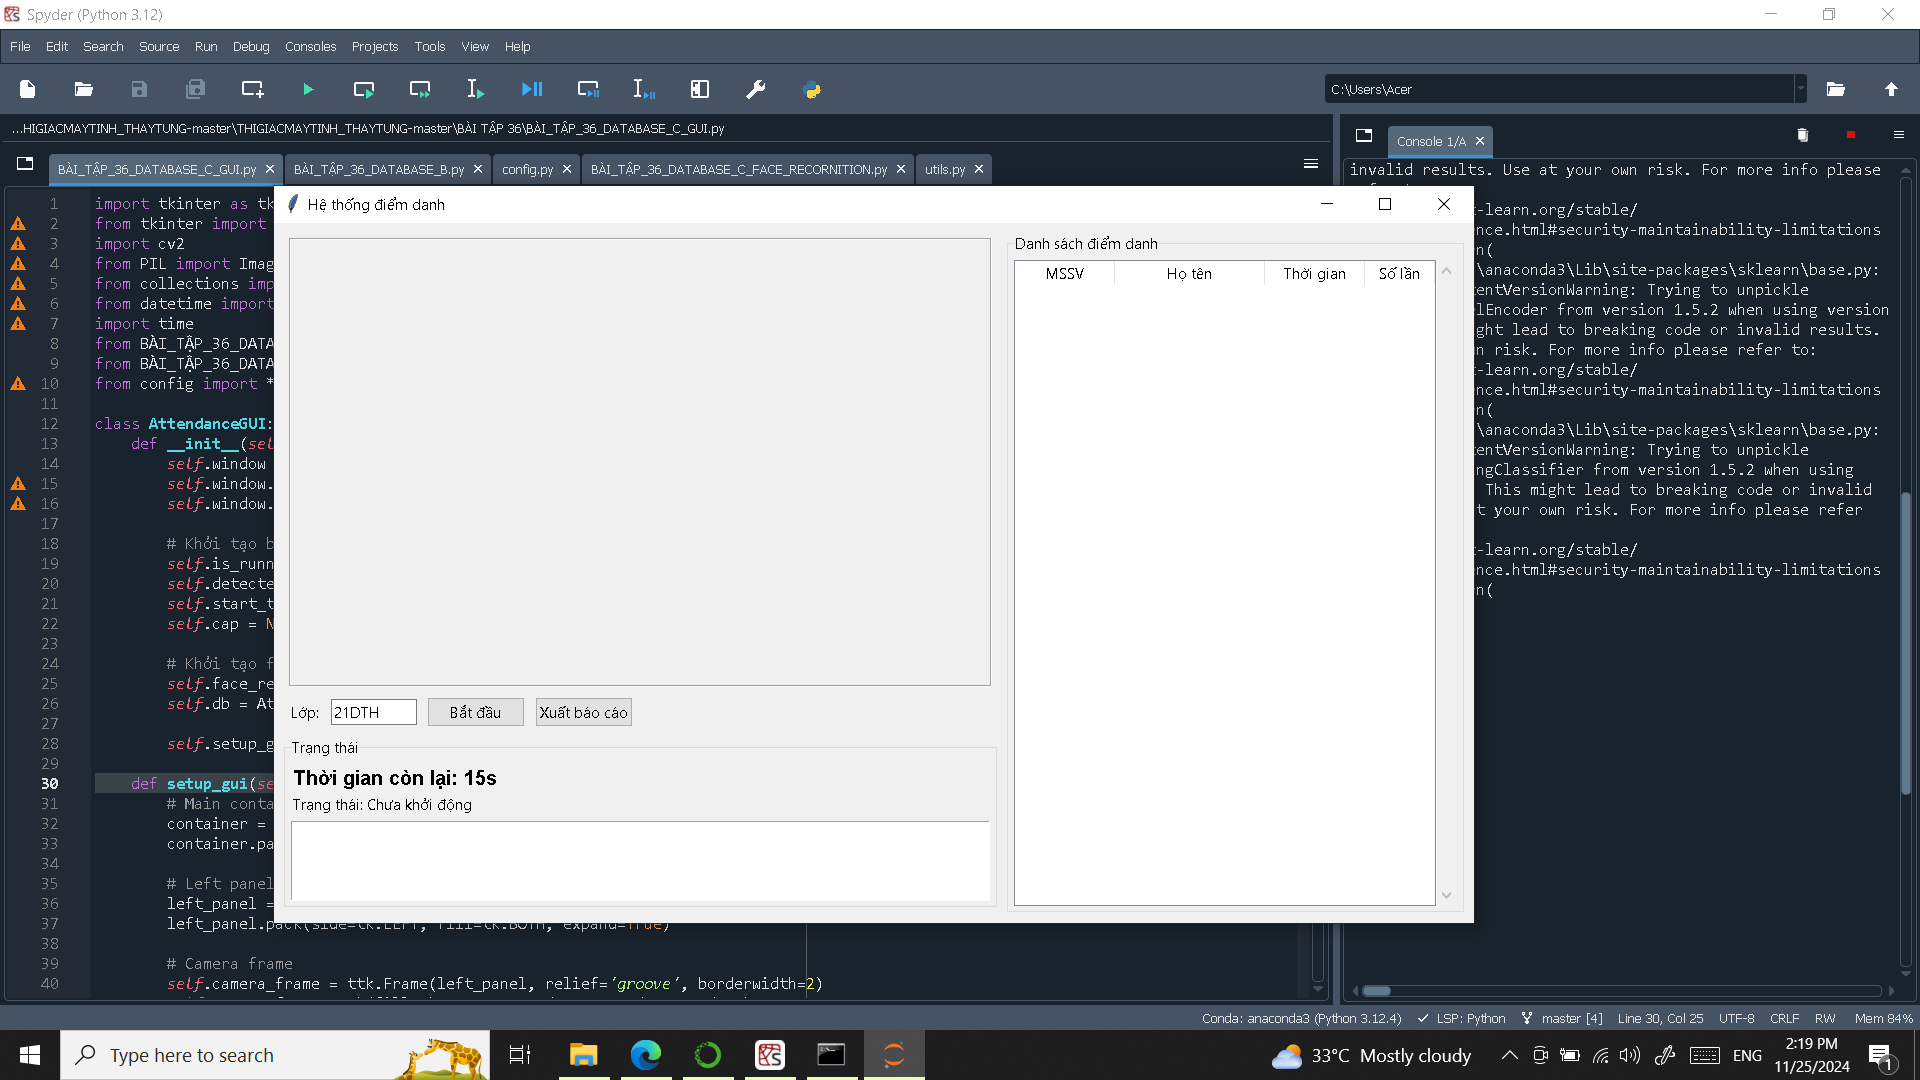 Spyder (Python 3.12)
File Edit Search Source Run Debug Consoles Projects Tools View Help
C:\Users\Acer
...HIGIACMAYTINH_THAYTUNG-master\THIGIACMAYTINH_THAYTUNG-master\BÀI TẬP 36\BÀI_TẬP_36_DATABASE_C_GUI.py
BÀI_TẬP_36_DATABASE_C_GUI.py BÀI_TẬP_36_DATABASE_B.py config.py BÀI_TẬP_36_DATABASE_C_FACE_RECORNITION.py utils.py
1 import tkinter as tk
2 from tkinter import
3 import cv2
4 from PIL import Imag
5 from collections imp
6 from datetime import
7 import time
8 from BÀI_TẬP_36_DATA
9 from BÀI_TẬP_36_DATA
10 from config import *
11
12 class AttendanceGUI:
13 def __init__(sel
14 self.window
15 self.window.
16 self.window.
17
18 # Khởi tạo b
19 self.is_runn
20 self.detecte
21 self.start_t
22 self.cap = N
23
24 # Khởi tạo f
25 self.face_re
26 self.db = At
27
28 self.setup_g
29
30 def setup_gui(se
31 # Main conta
32 container =
33 container.pa
34
35 # Left panel
36 left_panel =
37 left_panel.pack(side=tk.LEFT, fill=tk.BOTH, expand=True)
38
39 # Camera frame
40 self.camera_frame = ttk.Frame(left_panel, relief='groove', borderwidth=2)
Hệ thống điểm danh
Lớp: 21DTH Bắt đầu Xuất báo cáo
Trạng thái
Thời gian còn lại: 15s
Trạng thái: Chưa khởi động
Danh sách điểm danh
MSSV Họ tên Thời gian Số lần
Console 1/A
invalid results. Use at your own risk. For more info please
t-learn.org/stable/
nce.html#security-maintainability-limitations
n(
\anaconda3\Lib\site-packages\sklearn\base.py:
entVersionWarning: Trying to unpickle
lEncoder from version 1.5.2 when using version
ght lead to breaking code or invalid results.
n risk. For more info please refer to:
t-learn.org/stable/
nce.html#security-maintainability-limitations
n(
\anaconda3\Lib\site-packages\sklearn\base.py:
entVersionWarning: Trying to unpickle
ngClassifier from version 1.5.2 when using
This might lead to breaking code or invalid
t your own risk. For more info please refer
t-learn.org/stable/
nce.html#security-maintainability-limitations
n(
Conda: anaconda3 (Python 3.12.4) LSP: Python master [4] Line 30, Col 25 UTF-8 CRLF RW Mem 84%
Type here to search
33°C Mostly cloudy
ENG
2:19 PM
11/25/2024
1